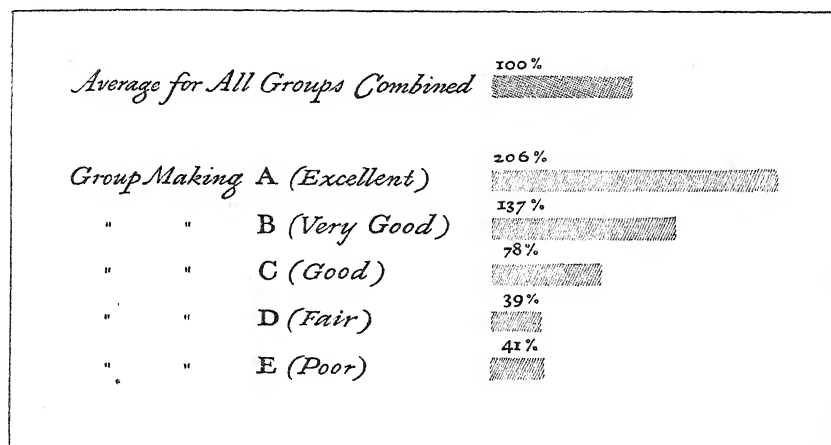 100%
Average for All Groups Combined
206%
Group Making A (Excellent)
137%
" " B (Very Good)
78%
" " C (Good)
39%
" " D (Fair)
41%
" " E (Poor)